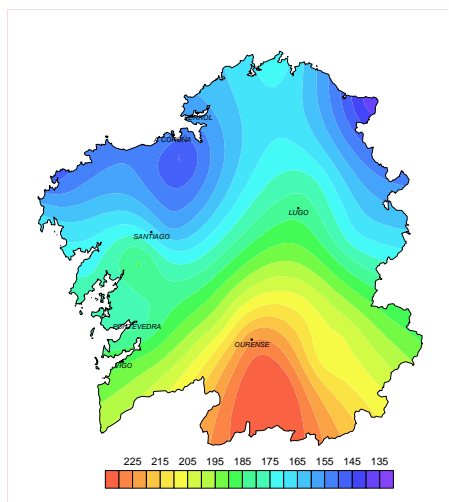 FERROL
A CORUÑA
LUGO
SANTIAGO
PONTEVEDRA
OURENSE
VIGO
225 215 205 195 185 175 165 155 145 135